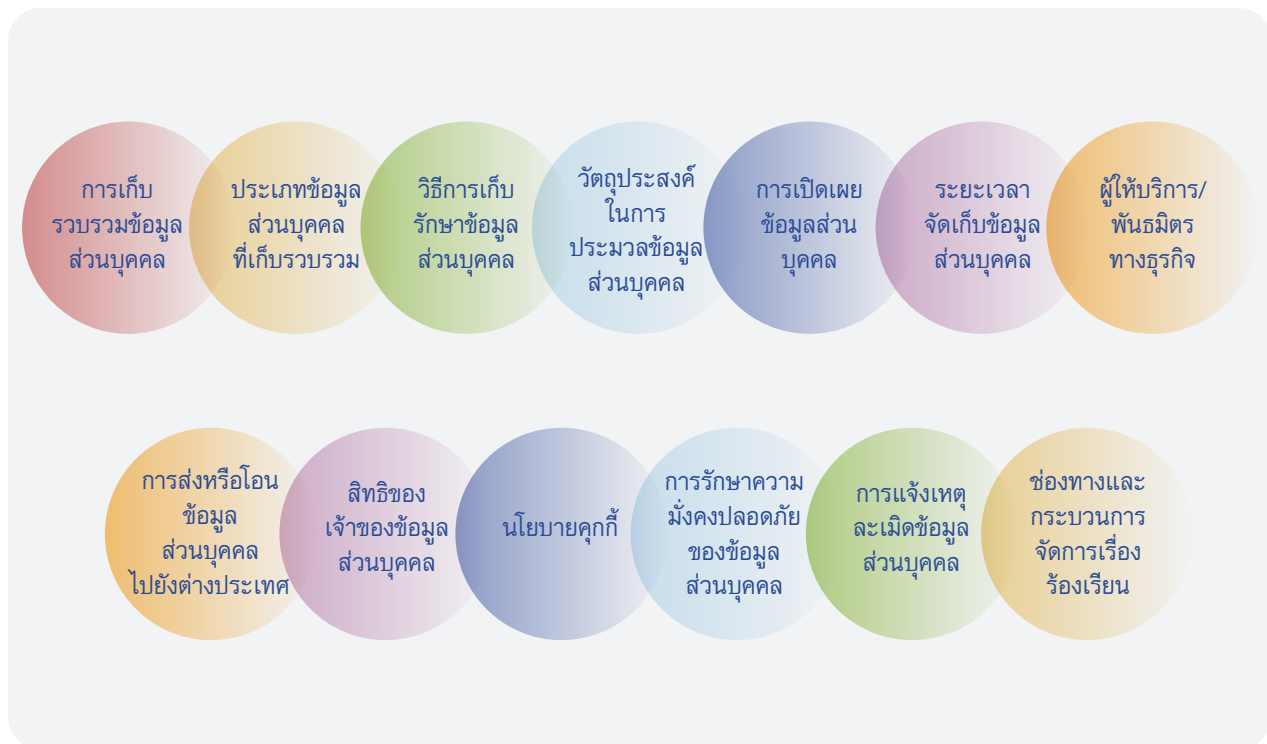 การเก็บ
รวบรวมข้อมูล
ส่วนบุคคล
ประเภทข้อมูล
ส่วนบุคคล
ที่เก็บรวบรวม
วิธีการเก็บ
รักษาข้อมูล
ส่วนบุคคล
วัตถุประสงค์
ในการ
ประมวลข้อมูล
ส่วนบุคคล
การเปิดเผย
ข้อมูลส่วน
บุคคล
ระยะเวลา
จัดเก็บข้อมูล
ส่วนบุคคล
ผู้ให้บริการ/
พันธมิตร
ทางธุรกิจ
การส่งหรือโอน
ข้อมูล
ส่วนบุคคล
ไปยังต่างประเทศ
สิทธิของ
เจ้าของข้อมูล
ส่วนบุคคล
นโยบายคุกกี้
การรักษาความ
มั่งคงปลอดภัย
ของข้อมูล
ส่วนบุคคล
การแจ้งเหตุ
ละเมิดข้อมูล
ส่วนบุคคล
ช่องทางและ
กระบวนการ
จัดการเรื่อง
ร้องเรียน